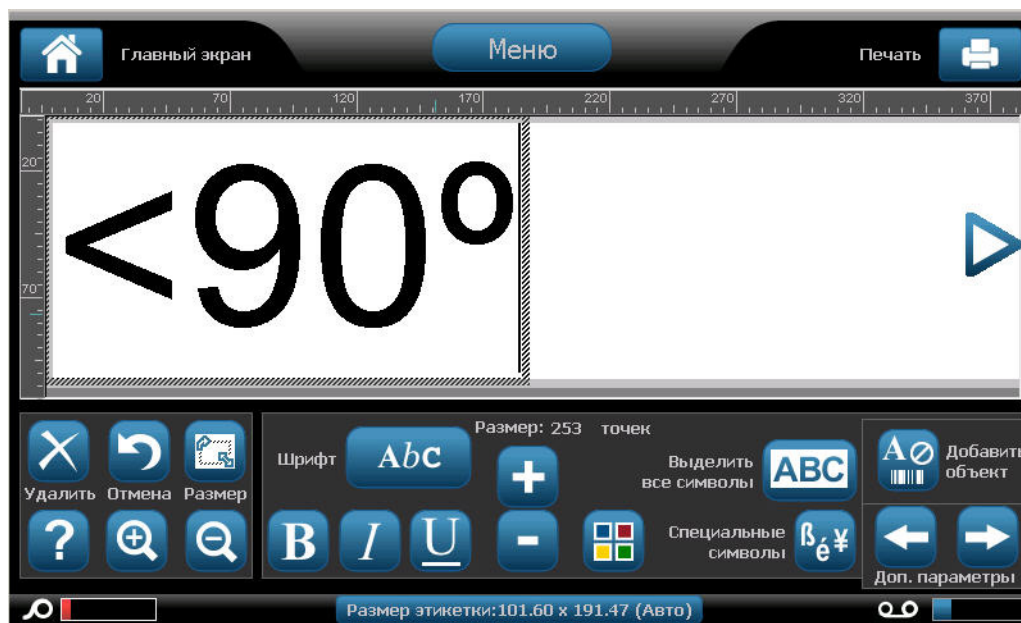 Главный экран
Меню
Печать
20 70 120 170 220 270 320 370
20
70
<90º
Размер: 253 точек
Шрифт
AbC
Выделить
все символы
ABC
Добавить
объект
A
Удалить Отмена Размер
?
B I U
Специальные
символы
ßé¥
Доп. параметры
Размер этикетки:101.60 x 191.47 (Авто)